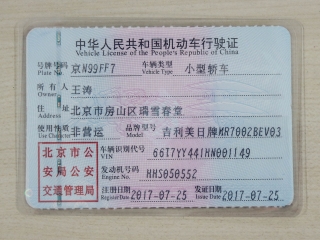 中华人民共和国机动车行驶证
Vehicle License of the People's Republic of China
号牌号码 京N99FF7 车辆类型 小型轿车
Plate No. Vehicle Type
所有人 王涛
Owner
住址 北京市房山区瑞雪春堂
Address
使用性质 非营运 品牌型号 吉利美日牌MR7002BEV03
Use Character Model
北京市公
安局公安
交通管理局
车辆识别代号
VIN
发动机号码 HHS050552
Engine No.
注册日期 2017-07-25 发证日期 2017-07-25
Register Date Issue Date